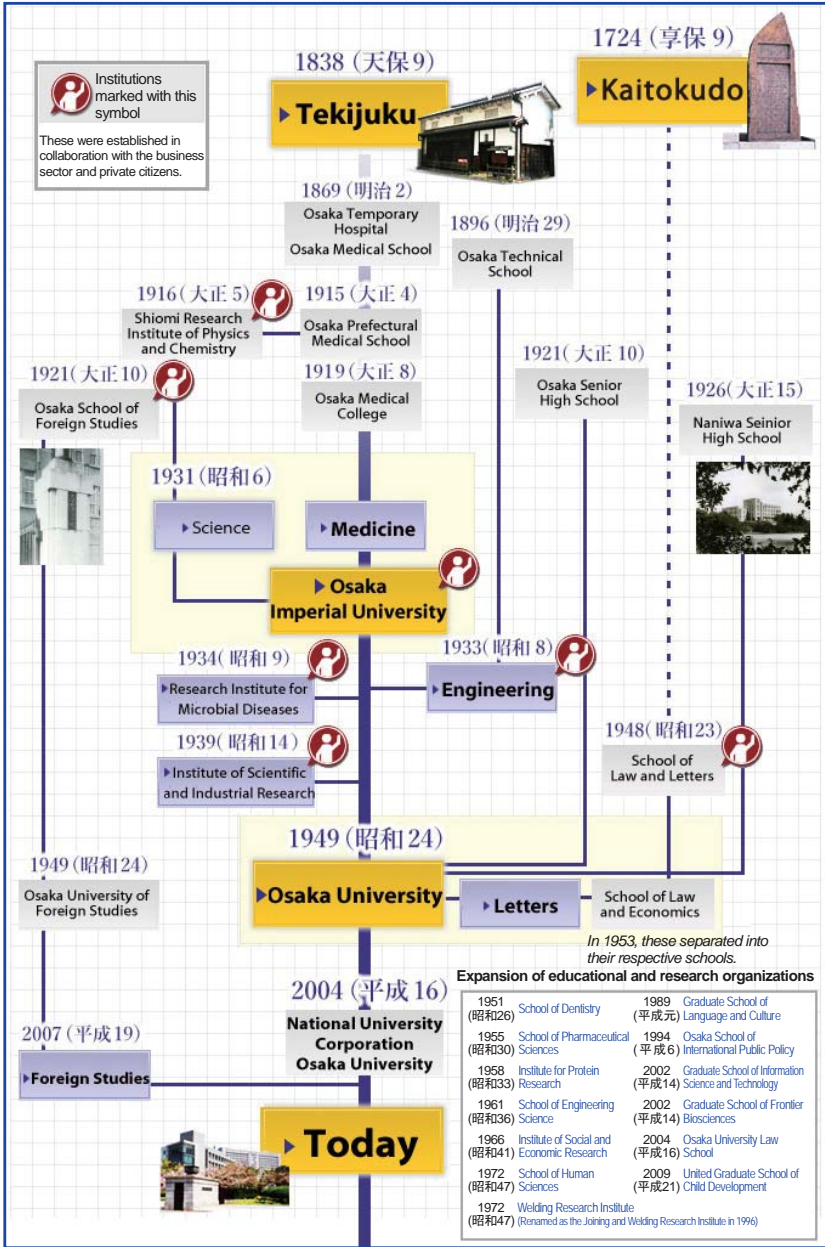 Institutions
marked with this
symbol
These were established in
collaboration with the business
sector and private citizens.
1838 (天保9)
Tekijuku
1724 (享保 9)
Kaitokudo
1869 (明治 2)
Osaka Temporary
Hospital
Osaka Medical School
1896 (明治 29)
Osaka Technical
School
1916 (大正 5)
Shiomi Research
Institute of Physics
and Chemistry
1915 (大正 4)
Osaka Prefectural
Medical School
1921 (大正 10)
Osaka School of
Foreign Studies
1919 (大正 8)
Osaka Medical
College
1921 (大正 10)
Osaka Senior
High School
1926 (大正15)
Naniwa Seinior
High School
1931 (昭和6)
Science
Medicine
Osaka
Imperial University
1934( 昭和 9)
Research Institute for
Microbial Diseases
1933 (昭和 8)
Engineering
1939( 昭和 14)
Institute of Scientific
and Industrial Research
1948 (昭和23)
School of
Law and Letters
1949 (昭和 24)
Osaka University
Letters
School of Law
and Economics
1949 (昭和24)
Osaka University of
Foreign Studies
In 1953, these separated into
their respective schools.
2004 (平成 16)
National University
Corporation
Osaka University
2007 (平成 19)
Foreign Studies
Today
Expansion of educational and research organizations
1951
(昭和26) School of Dentistry
1955 School of Pharmaceutical
(昭和30) Sciences
1958 Institute for Protein
(昭和33) Research
1961 School of Engineering
(昭和36) Science
1966 Institute of Social and
(昭和41) Economic Research
1972 School of Human
(昭和47) Sciences
1972 Welding Research Institute
(昭和47) (Renamed as the Joining and Welding Research Institute in 1996)
1989 Graduate School of
(平成元) Language and Culture
1994 Osaka School of
(平成 6) International Public Policy
2002 Graduate School of Information
(平成14) Science and Technology
2002 Graduate School of Frontier
(平成14) Biosciences
2004 Osaka University Law
(平成16) School
2009 United Graduate School of
(平成21) Child Development